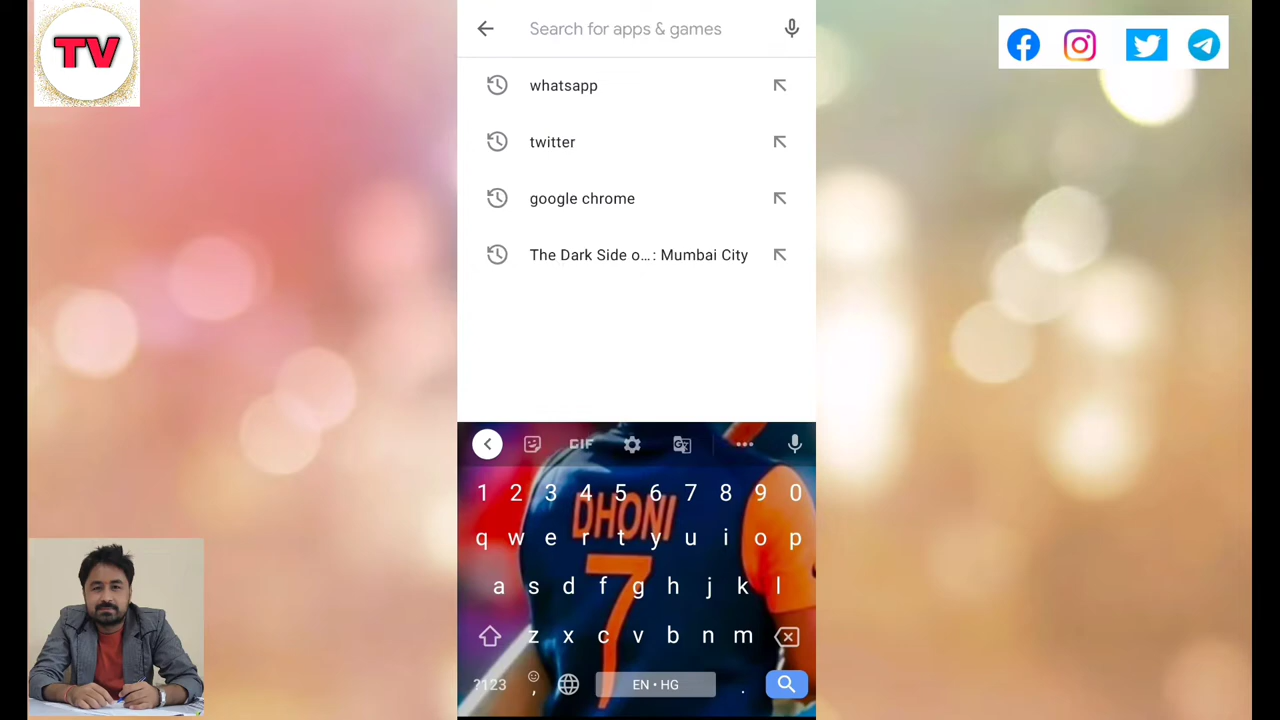 TV
Search for apps & games
whatsapp
twitter
google chrome
The Dark Side o...: Mumbai City
GIF
1 2 3 4 5 6 7 8 9 0
DHONI
q w e r t y u i o p
7
a s d f g h j k l
z x c v b n m
?123 , EN • HG .